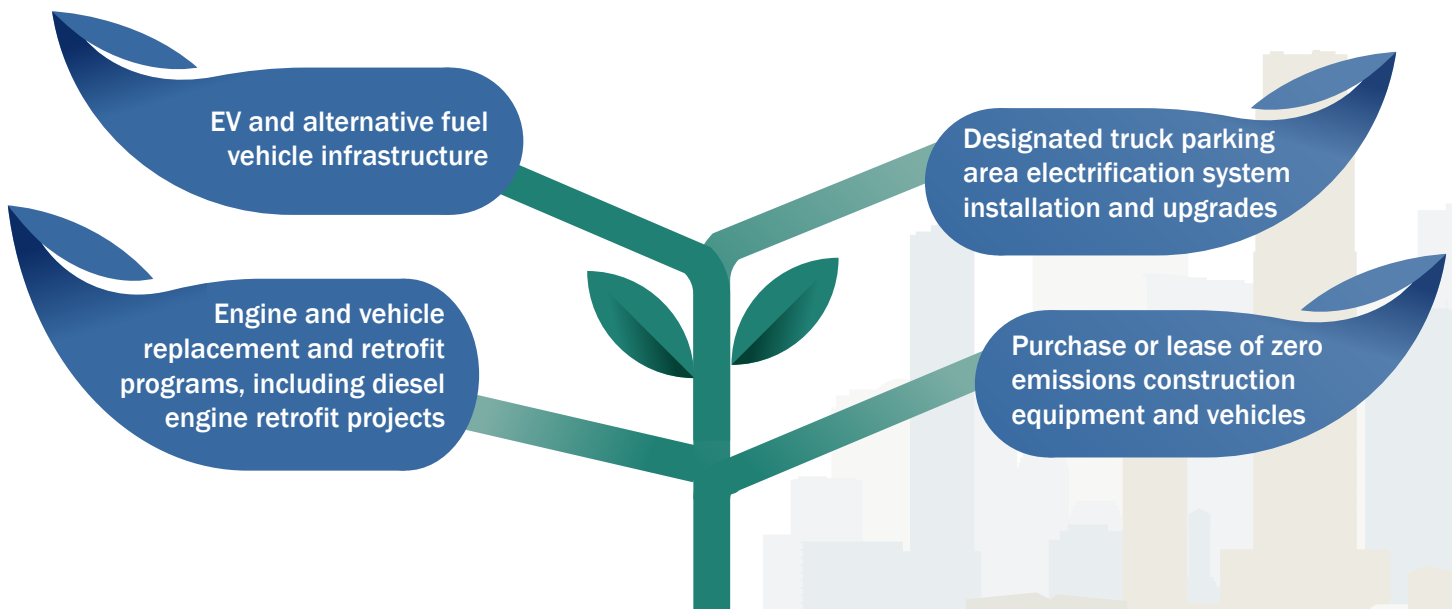 EV and alternative fuel
vehicle infrastructure
Designated truck parking
area electrification system
installation and upgrades
Engine and vehicle
replacement and retrofit
programs, including diesel
engine retrofit projects
Purchase or lease of zero
emissions construction
equipment and vehicles